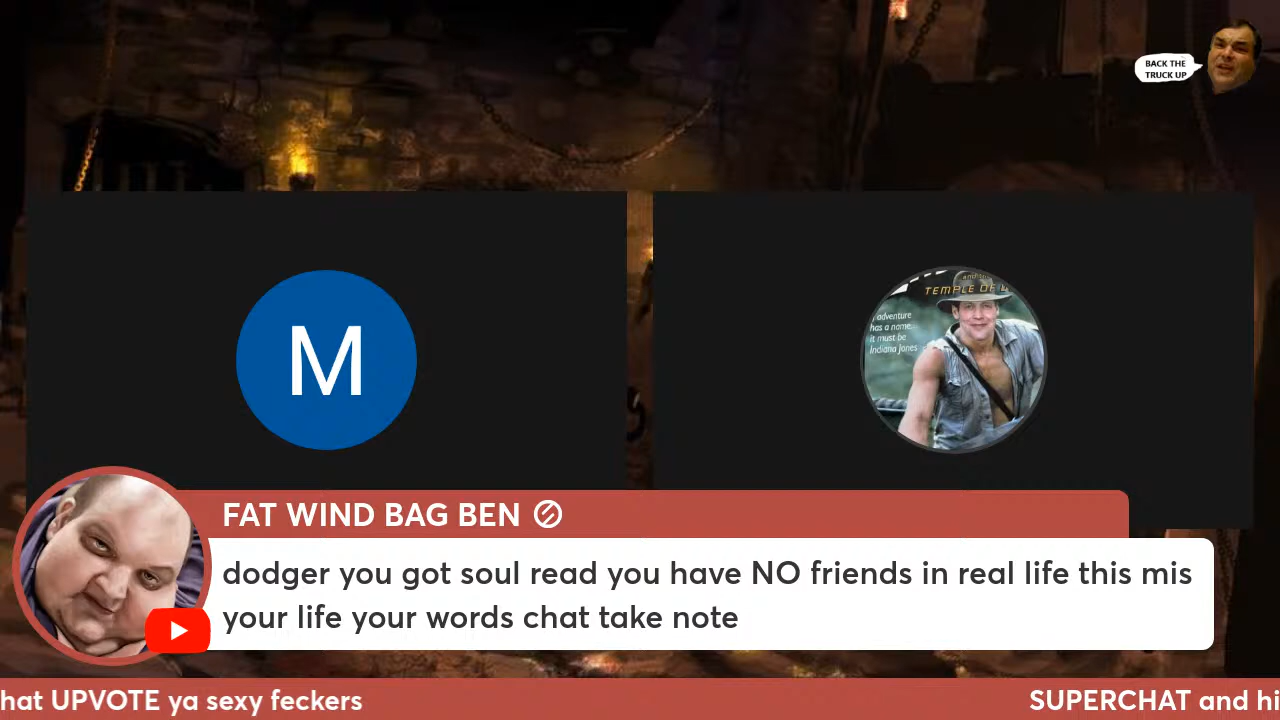 BACK THE
TRUCK UP
M
and the
TEMPLE OF
adventure
has a name..
it must be
Indiana Jones
FAT WIND BAG BEN
dodger you got soul read you have NO friends in real life this mis
your life your words chat take note
hat UPVOTE ya sexy feckers
SUPERCHAT and hi